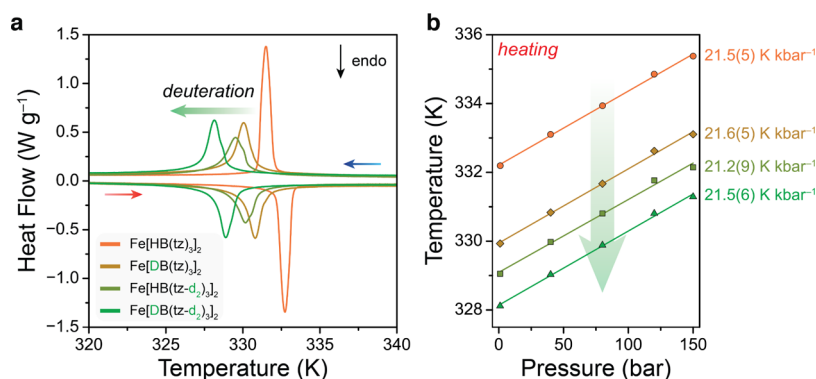 a
1.5
1.0
0.5
0.0
−0.5
−1.0
−1.5
Heat Flow (W g⁻¹)
endo
deuteration
Fe[HB(tz)₃]₂
Fe[DB(tz)₃]₂
Fe[HB(tz-d₂)₃]₂
Fe[DB(tz-d₂)₃]₂
320 330 340
Temperature (K)
b
336
334
332
330
328
Temperature (K)
heating
21.5(5) K kbar⁻¹
21.6(5) K kbar⁻¹
21.2(9) K kbar⁻¹
21.5(6) K kbar⁻¹
0 50 100 150
Pressure (bar)